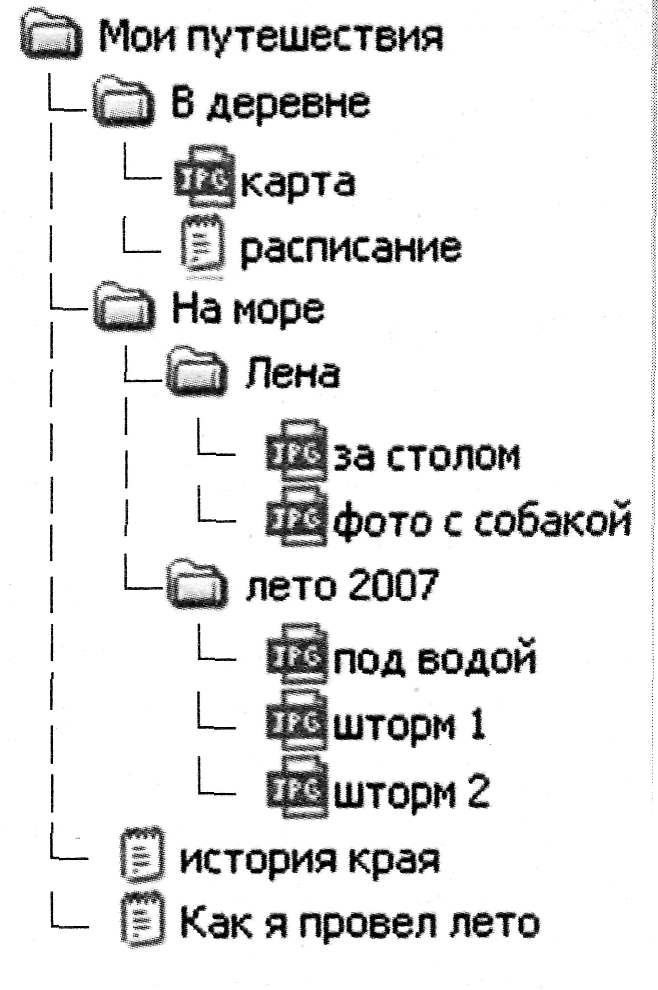 Мои путешествия
В деревне
JPG карта
расписание
На море
Лена
JPG за столом
JPG фото с собакой
лето 2007
JPG под водой
JPG шторм 1
JPG шторм 2
история края
Как я провел лето